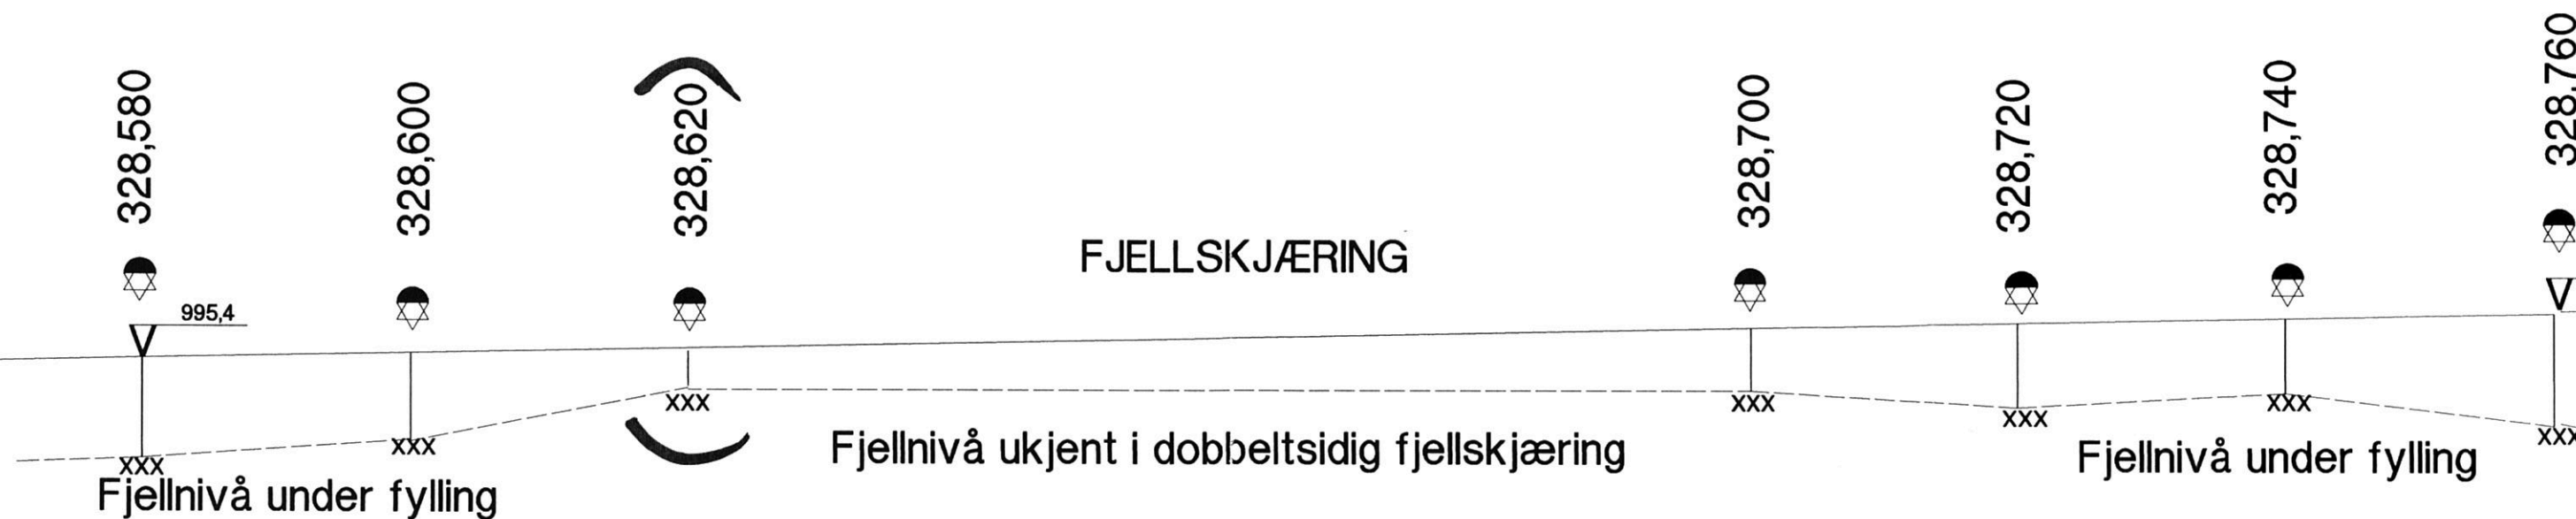 328,580
328,600
328,620
328,700
328,720
328,740
328,760
FJELLSKJÆRING
995,4
V
V
xxx
xxx
xxx
xxx
xxx
xxx
xxx
Fjellnivå under fylling
Fjellnivå ukjent i dobbeltsidig fjellskjæring
Fjellnivå under fylling